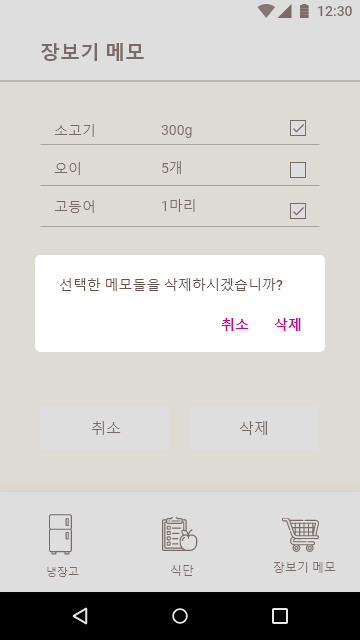 12:30
장보기 메모
소고기 300g
오이 5개
고등어 1마리
선택한 메모들을 삭제하시겠습니까?
취소 삭제
취소 삭제
냉장고 식단 장보기 메모